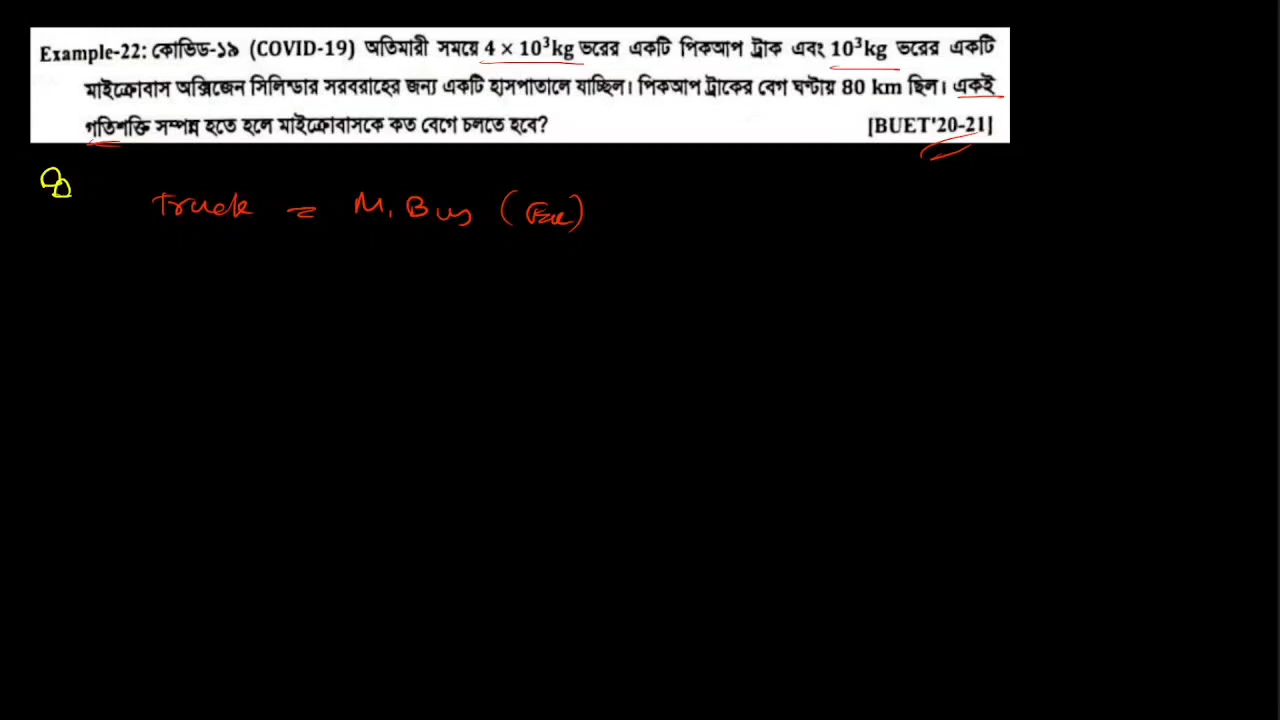 Example-22: কোভিড-১৯ (COVID-19) অতিমারী সময়ে 4 × 10³kg ভরের একটি পিকআপ ট্রাক এবং 10³kg ভরের একটি
মাইক্রোবাস অক্সিজেন সিলিন্ডার সরবরাহের জন্য একটি হাসপাতালে যাচ্ছিল। পিকআপ ট্রাকের বেগ ঘণ্টায় 80 km ছিল। একই
গতিশক্তি সম্পন্ন হতে হলে মাইক্রোবাসকে কত বেগে চলতে হবে? [BUET'20-21]
Truck = M. Bus